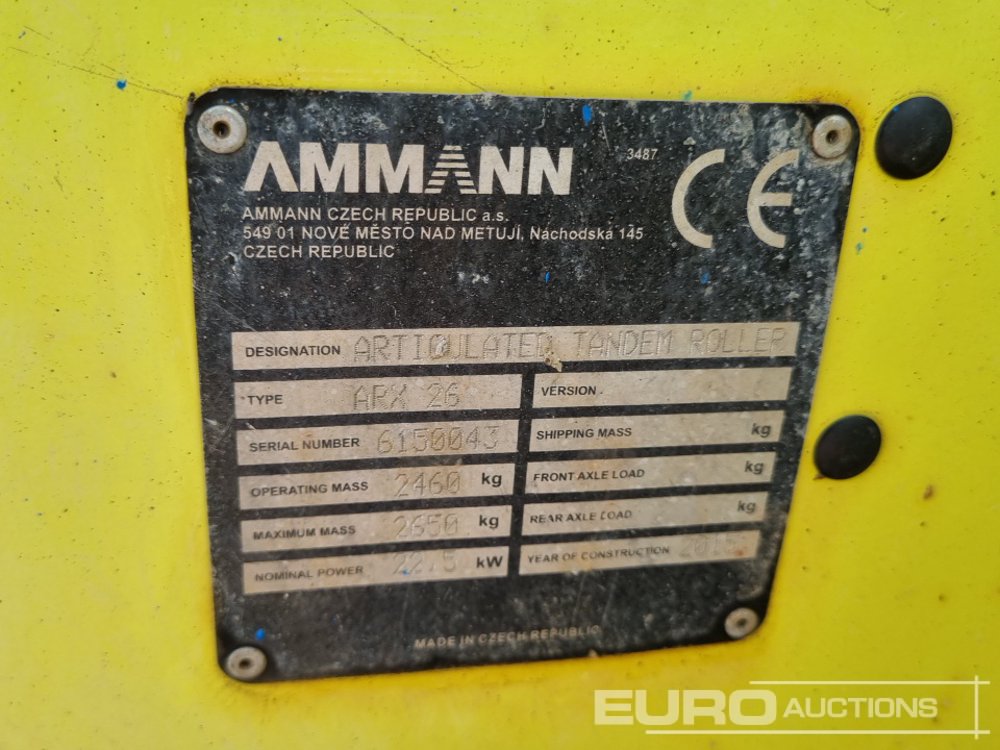 AMMANN
3487
CE
AMMANN CZECH REPUBLIC a.s.
549 01 NOVÉ MĚSTO NAD METUJÍ, Náchodská 145
CZECH REPUBLIC
DESIGNATION ARTICULATED TANDEM ROLLER
TYPE ARX 26
VERSION
SERIAL NUMBER 6150043
SHIPPING MASS kg
OPERATING MASS 2460 kg
FRONT AXLE LOAD kg
MAXIMUM MASS 2650 kg
REAR AXLE LOAD kg
NOMINAL POWER 22.5 kW
YEAR OF CONSTRUCTION
MADE IN CZECH REPUBLIC
EURO AUCTIONS